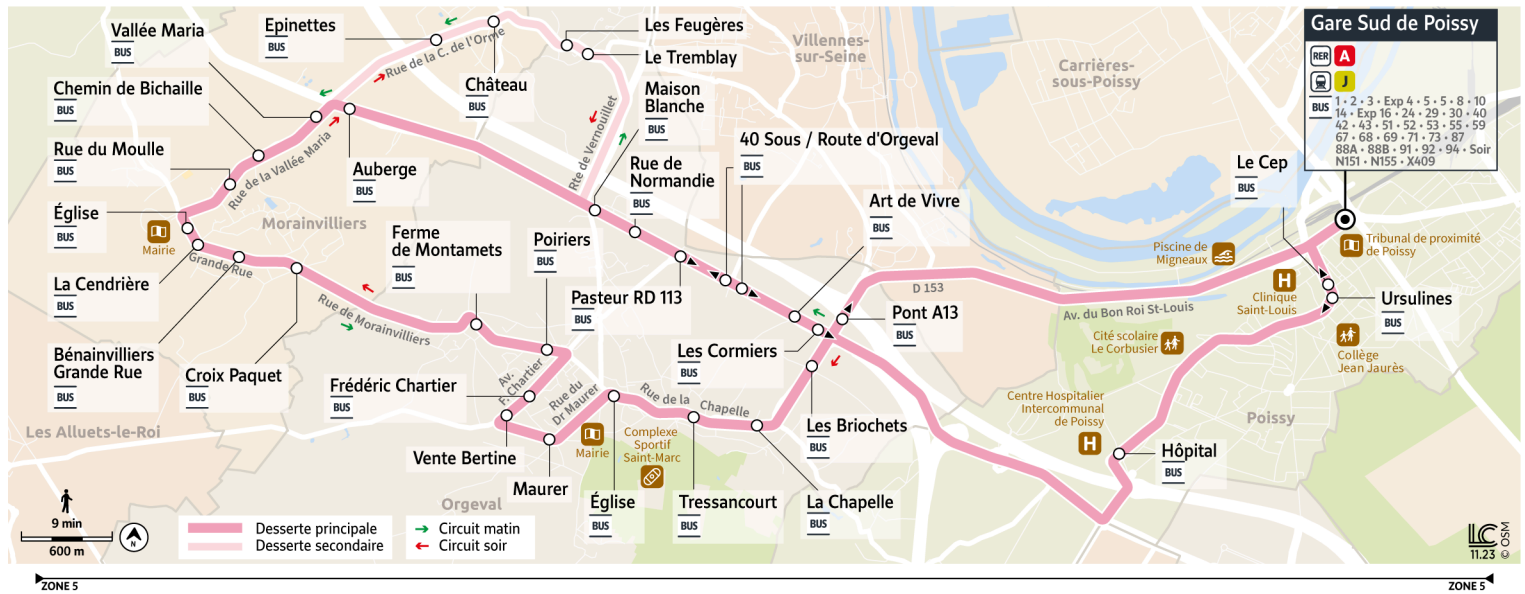 Vallée Maria
BUS
Epinettes
BUS
Les Feugères
BUS
Le Tremblay
Château
BUS
Rue de la C. de l'Orme
Villennes-
sur-Seine
Carrières-
sous-Poissy
Gare Sud de Poissy
RER A
J
BUS
1 • 2 • 3 • Exp 4 • 5 • 5 • 8 • 10
14 • Exp 16 • 24 • 29 • 30 • 40
42 • 43 • 51 • 52 • 53 • 55 • 59
67 • 68 • 69 • 71 • 73 • 87
88A • 88B • 91 • 92 • 94 • Soir
N151 • N155 • X409
Chemin de Bichaille
BUS
Maison
Blanche
BUS
Rte de Vernouillet
Rue du Moulle
BUS
Rue de la Vallée Maria
Auberge
BUS
Rue de
Normandie
BUS
40 Sous / Route d'Orgeval
BUS
Le Cep
BUS
Art de Vivre
BUS
Église
BUS
Mairie
Morainvilliers
Ferme
de Montamets
BUS
Poiriers
BUS
Piscine de
Migneaux
Tribunal de proximité
de Poissy
Grande Rue
La Cendrière
BUS
Rue de Morainvilliers
Pasteur RD 113
BUS
D 153
Av. du Bon Roi St-Louis
H
Clinique
Saint-Louis
Ursulines
BUS
Pont A13
BUS
Bénainvilliers
Grande Rue
BUS
Croix Paquet
BUS
Les Cormiers
BUS
Cité scolaire
Le Corbusier
Collège
Jean Jaurès
Frédéric Chartier
BUS
Av.
F. Chartier
Rue du
Dr Maurer
Rue de la Chapelle
Centre Hospitalier
Intercommunal
de Poissy
H
Poissy
Les Alluets-le-Roi
Les Briochets
BUS
Hôpital
BUS
Vente Bertine
Mairie
Complexe
Sportif
Saint-Marc
Maurer
Orgeval
Église
BUS
Tressancourt
BUS
La Chapelle
BUS
9 min
600 m
N
Desserte principale
Desserte secondaire
Circuit matin
Circuit soir
LC
11.23
© OSM
ZONE 5
ZONE 5